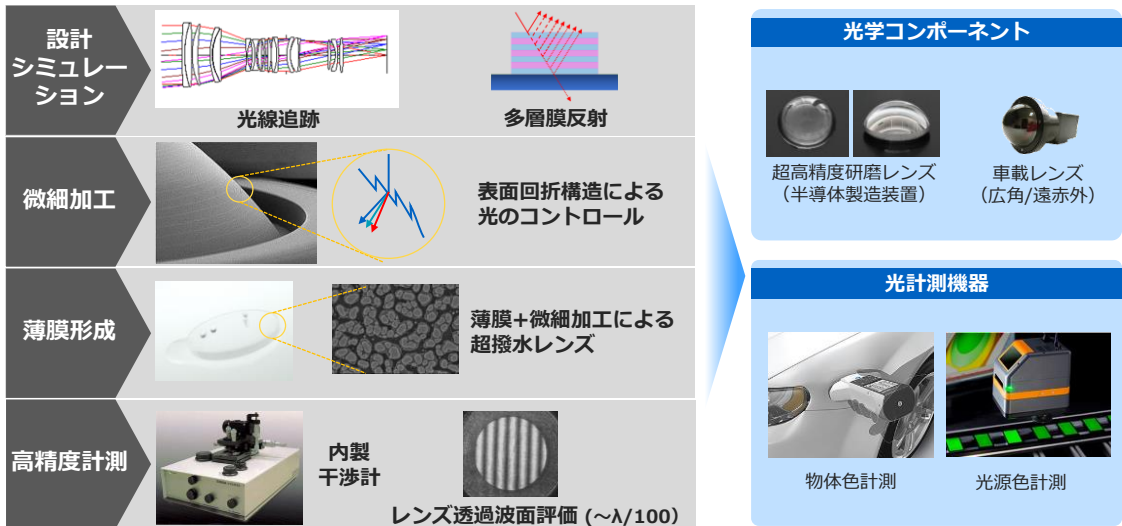 設計
シミュレー
ション
光線追跡
多層膜反射
微細加工
表面回折構造による
光のコントロール
薄膜形成
薄膜+微細加工による
超撥水レンズ
高精度計測
内製
干渉計
レンズ透過波面評価 (～λ/100)
光学コンポーネント
超高精度研磨レンズ
（半導体製造装置）
車載レンズ
（広角/遠赤外）
光計測機器
物体色計測
光源色計測